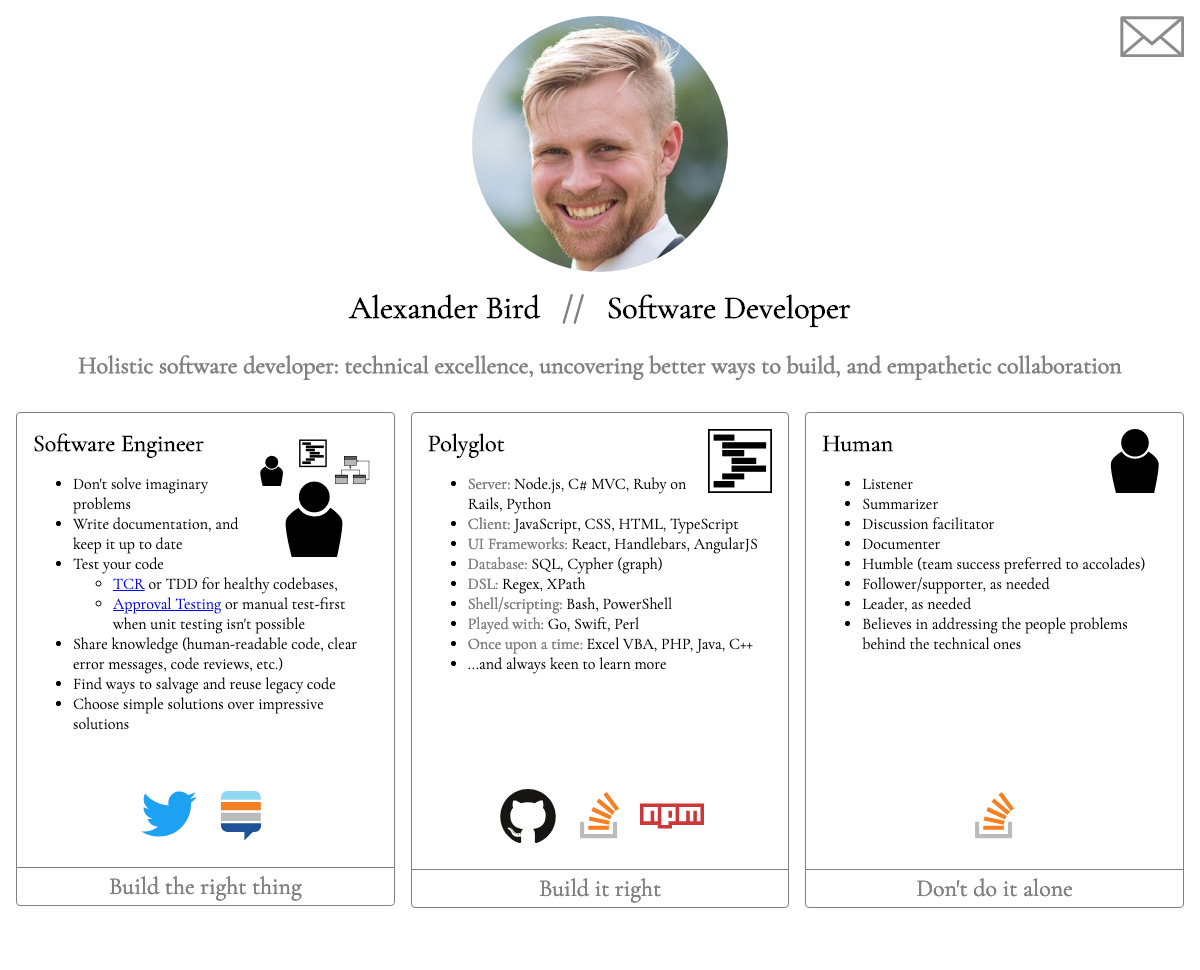 Alexander Bird // Software Developer
Holistic software developer: technical excellence, uncovering better ways to build, and empathetic collaboration
Software Engineer
Don't solve imaginary
problems
Write documentation, and
keep it up to date
Test your code
TCR or TDD for healthy codebases,
Approval Testing or manual test-first
when unit testing isn't possible
Share knowledge (human-readable code, clear
error messages, code reviews, etc.)
Find ways to salvage and reuse legacy code
Choose simple solutions over impressive
solutions
Build the right thing
Polyglot
Server: Node.js, C# MVC, Ruby on
Rails, Python
Client: JavaScript, CSS, HTML, TypeScript
UI Frameworks: React, Handlebars, AngularJS
Database: SQL, Cypher (graph)
DSL: Regex, XPath
Shell/scripting: Bash, PowerShell
Played with: Go, Swift, Perl
Once upon a time: Excel VBA, PHP, Java, C++
...and always keen to learn more
npm
Build it right
Human
Listener
Summarizer
Discussion facilitator
Documenter
Humble (team success preferred to accolades)
Follower/supporter, as needed
Leader, as needed
Believes in addressing the people problems
behind the technical ones
Don't do it alone